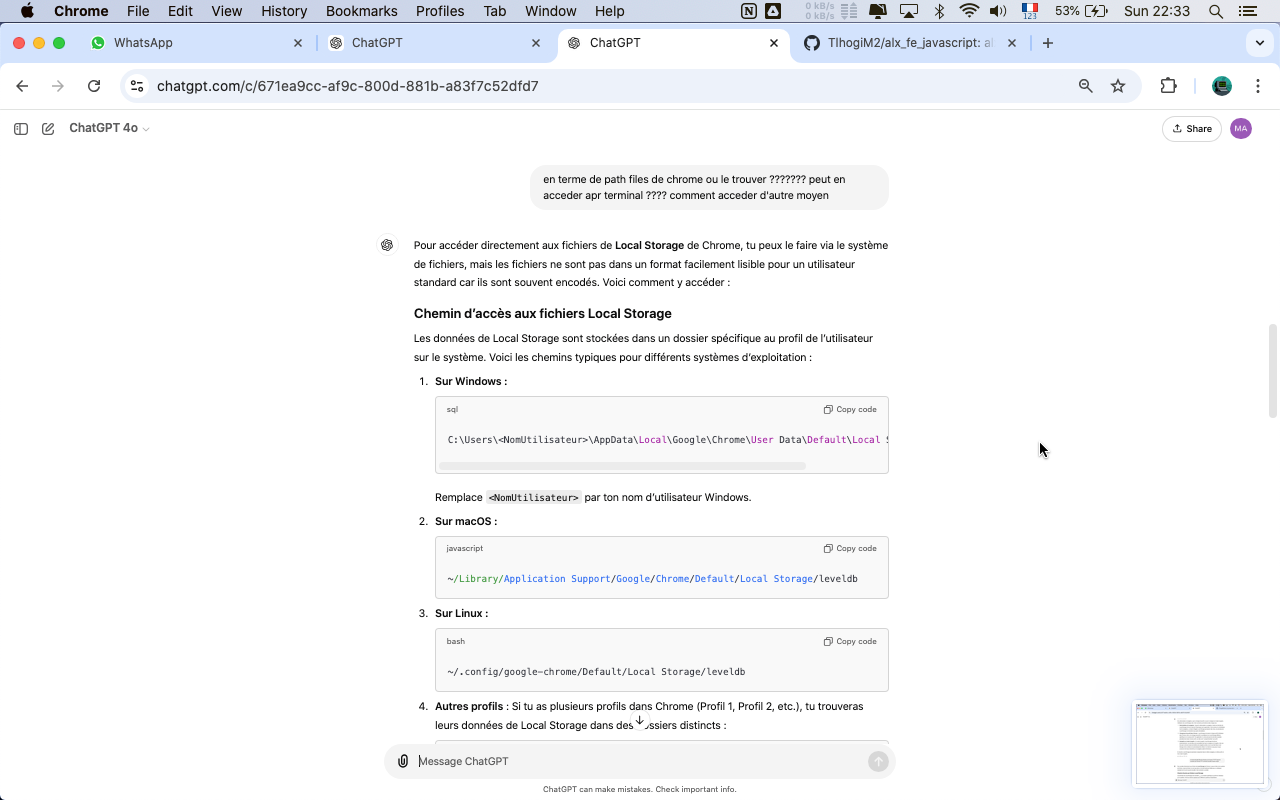 Chrome File Edit View History Bookmarks Profiles Tab Window Help 0 kB/s 0 kB/s 123 53% Sun 22:33
WhatsApp ChatGPT ChatGPT TlhogiM2/alx_fe_javascript: al
chatgpt.com/c/671ea9cc-af9c-800d-881b-a83f7c52dfd7
ChatGPT 4o Share MA
en terme de path files de chrome ou le trouver ??????? peut en
acceder apr terminal ???? comment acceder d'autre moyen
Pour accéder directement aux fichiers de Local Storage de Chrome, tu peux le faire via le système
de fichiers, mais les fichiers ne sont pas dans un format facilement lisible pour un utilisateur
standard car ils sont souvent encodés. Voici comment y accéder :
Chemin d’accès aux fichiers Local Storage
Les données de Local Storage sont stockées dans un dossier spécifique au profil de l’utilisateur
sur le système. Voici les chemins typiques pour différents systèmes d’exploitation :
1. Sur Windows :
sql Copy code
C:\Users\<NomUtilisateur>\AppData\Local\Google\Chrome\User Data\Default\Local S
Remplace <NomUtilisateur> par ton nom d’utilisateur Windows.
2. Sur macOS :
javascript Copy code
~/Library/Application Support/Google/Chrome/Default/Local Storage/leveldb
3. Sur Linux :
bash Copy code
~/.config/google-chrome/Default/Local Storage/leveldb
4. Autres profils : Si tu as plusieurs profils dans Chrome (Profil 1, Profil 2, etc.), tu trouveras
leurs données de Local Storage dans des dossiers distincts :
Message ChatGPT
ChatGPT can make mistakes. Check important info.